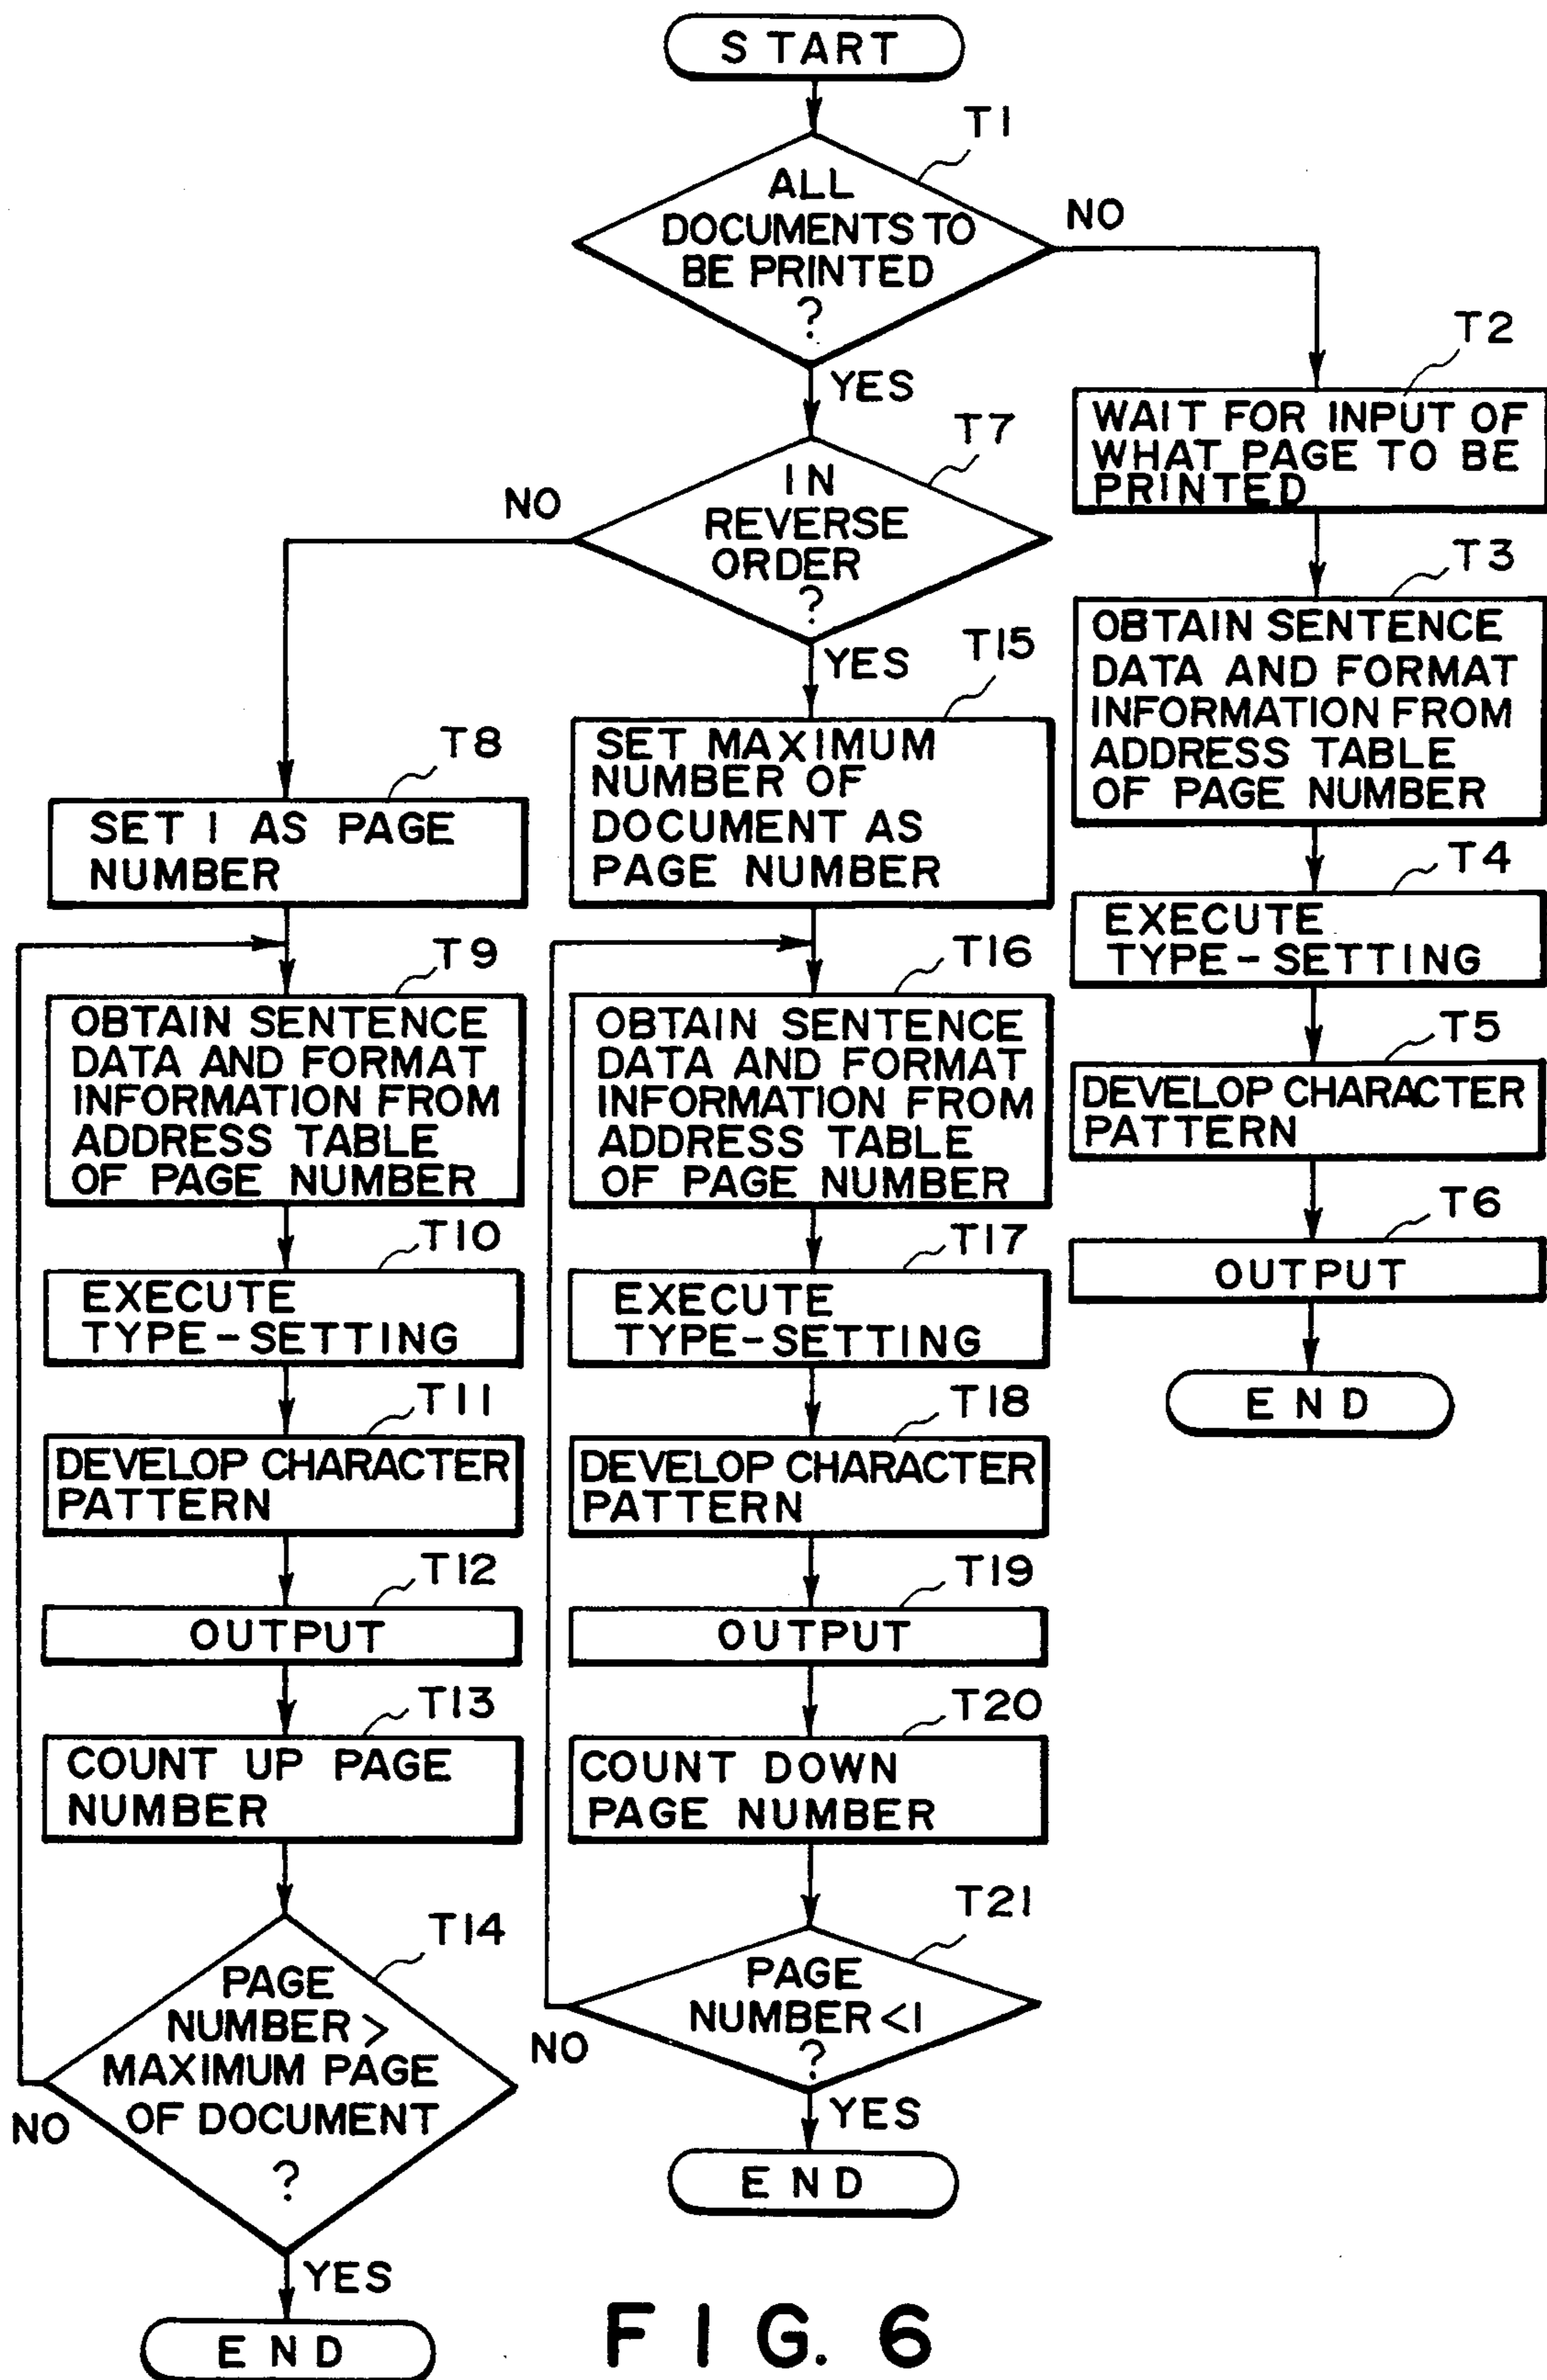 START
T1
ALL
DOCUMENTS TO
BE PRINTED
?
NO
YES
T2
WAIT FOR INPUT OF
WHAT PAGE TO BE
PRINTED
T3
OBTAIN SENTENCE
DATA AND FORMAT
INFORMATION FROM
ADDRESS TABLE
OF PAGE NUMBER
T4
EXECUTE
TYPE-SETTING
T5
DEVELOP CHARACTER
PATTERN
T6
OUTPUT
END
T7
IN
REVERSE
ORDER
?
NO
YES
T8
SET 1 AS PAGE
NUMBER
T9
OBTAIN SENTENCE
DATA AND FORMAT
INFORMATION FROM
ADDRESS TABLE
OF PAGE NUMBER
T10
EXECUTE
TYPE-SETTING
T11
DEVELOP CHARACTER
PATTERN
T12
OUTPUT
T13
COUNT UP PAGE
NUMBER
T14
PAGE
NUMBER >
MAXIMUM PAGE
OF DOCUMENT
?
NO
YES
END
T15
SET MAXIMUM
NUMBER OF
DOCUMENT AS
PAGE NUMBER
T16
OBTAIN SENTENCE
DATA AND FORMAT
INFORMATION FROM
ADDRESS TABLE
OF PAGE NUMBER
T17
EXECUTE
TYPE-SETTING
T18
DEVELOP CHARACTER
PATTERN
T19
OUTPUT
T20
COUNT DOWN
PAGE NUMBER
T21
PAGE
NUMBER <1
?
NO
YES
END
FIG. 6